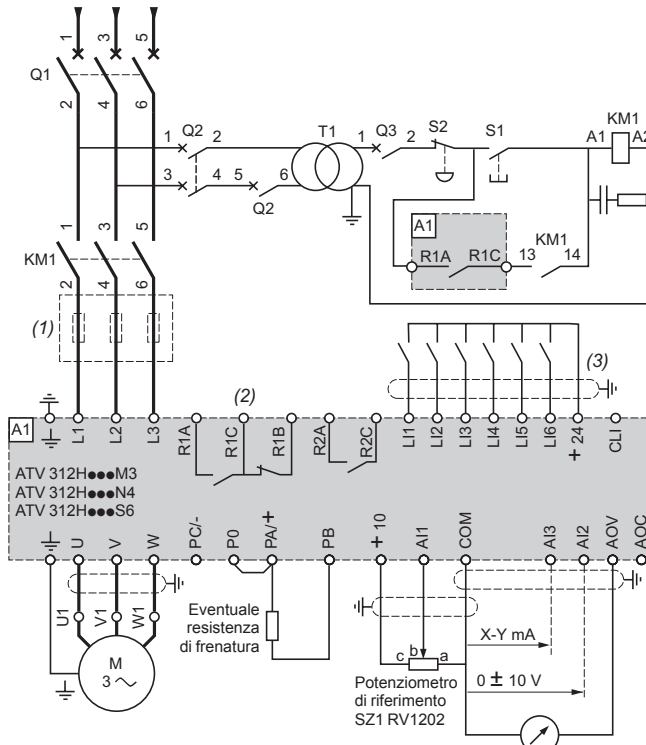 1 3 5
Q1
2 4 6
1 Q2 2
3 4 5 6
Q2
T1
1 Q3 2
S2
S1
KM1
A1 A2
A1
R1A R1C
KM1
13 14
1 3 5
KM1
2 4 6
(1)
(2)
(3)
A1
L1 L2 L3
R1A R1C R1B R2A R2C
LI1 LI2 LI3 LI4 LI5 LI6 + 24 CLI
ATV 312H●●●M3
ATV 312H●●●N4
ATV 312H●●●S6
U V W PC/- P0 PA/+ PB + 10 AI1 COM AI3 AI2 AOV AOC
U1 V1 W1
M
3 ~
Eventuale
resistenza
di frenatura
c b a
Potenziometro
di riferimento
SZ1 RV1202
X-Y mA
0 ± 10 V